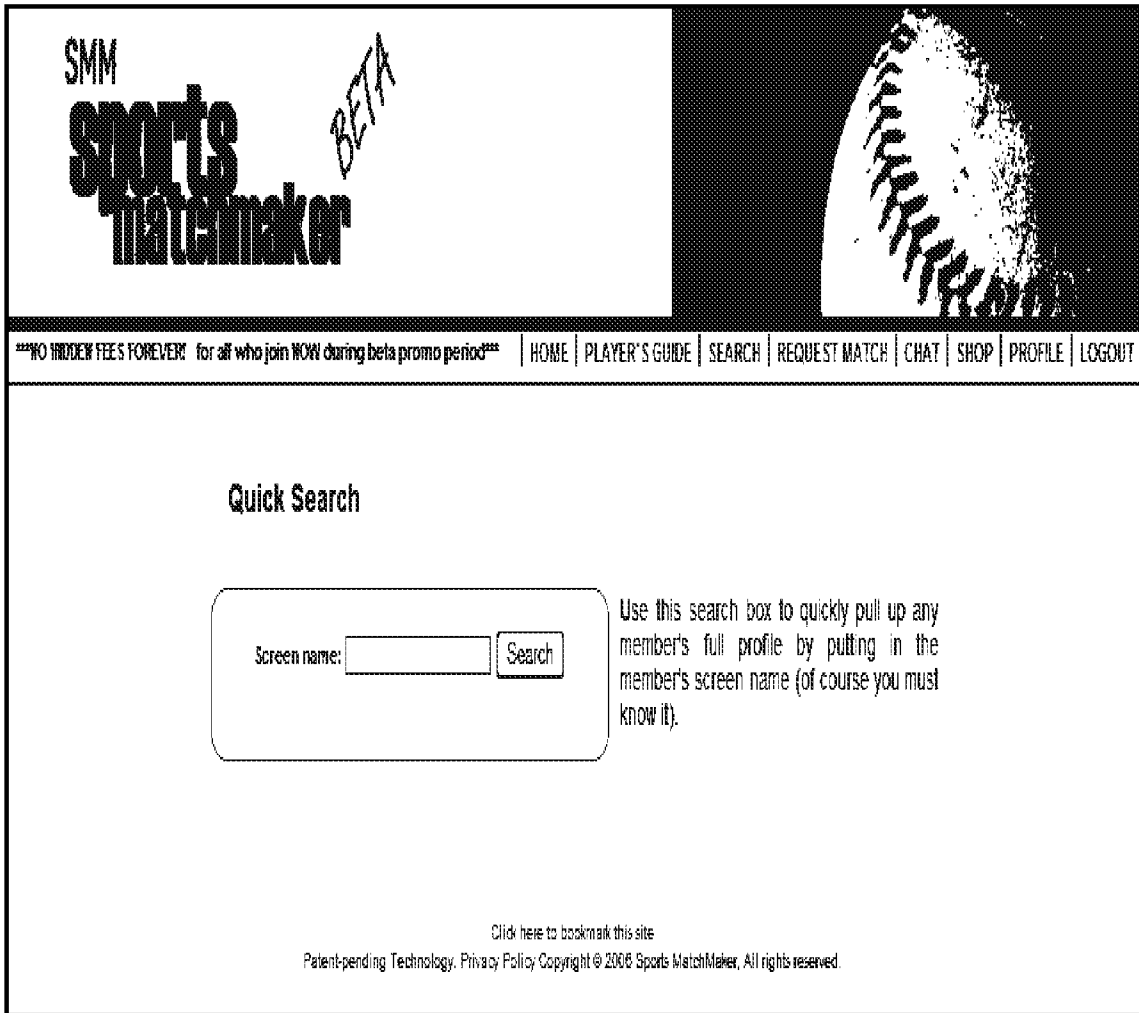 SMM
sports
matchmaker
BETA
***NO HIDDEN FEES FOREVER! for all who join NOW during beta promo period***
HOME | PLAYER'S GUIDE | SEARCH | REQUEST MATCH | CHAT | SHOP | PROFILE | LOGOUT
Quick Search
Screen name: Search
Use this search box to quickly pull up any
member's full profile by putting in the
member's screen name (of course you must
know it).
Click here to bookmark this site
Patent-pending Technology. Privacy Policy Copyright © 2006 Sports MatchMaker, All rights reserved.